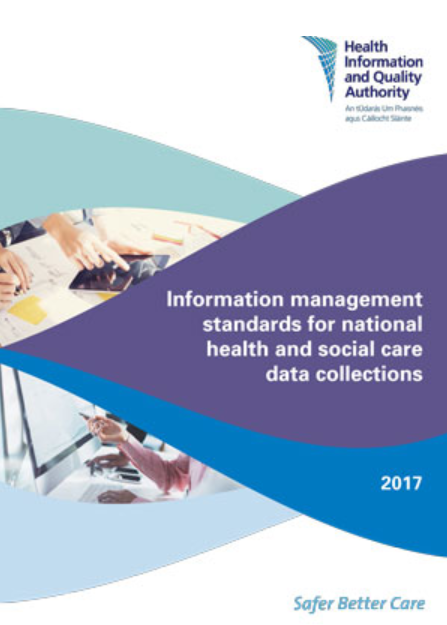 Health
Information
and Quality
Authority
An tÚdarás Um Fhaisnéis
agus Cáilíocht Sláinte
Information management
standards for national
health and social care
data collections
2017
Safer Better Care